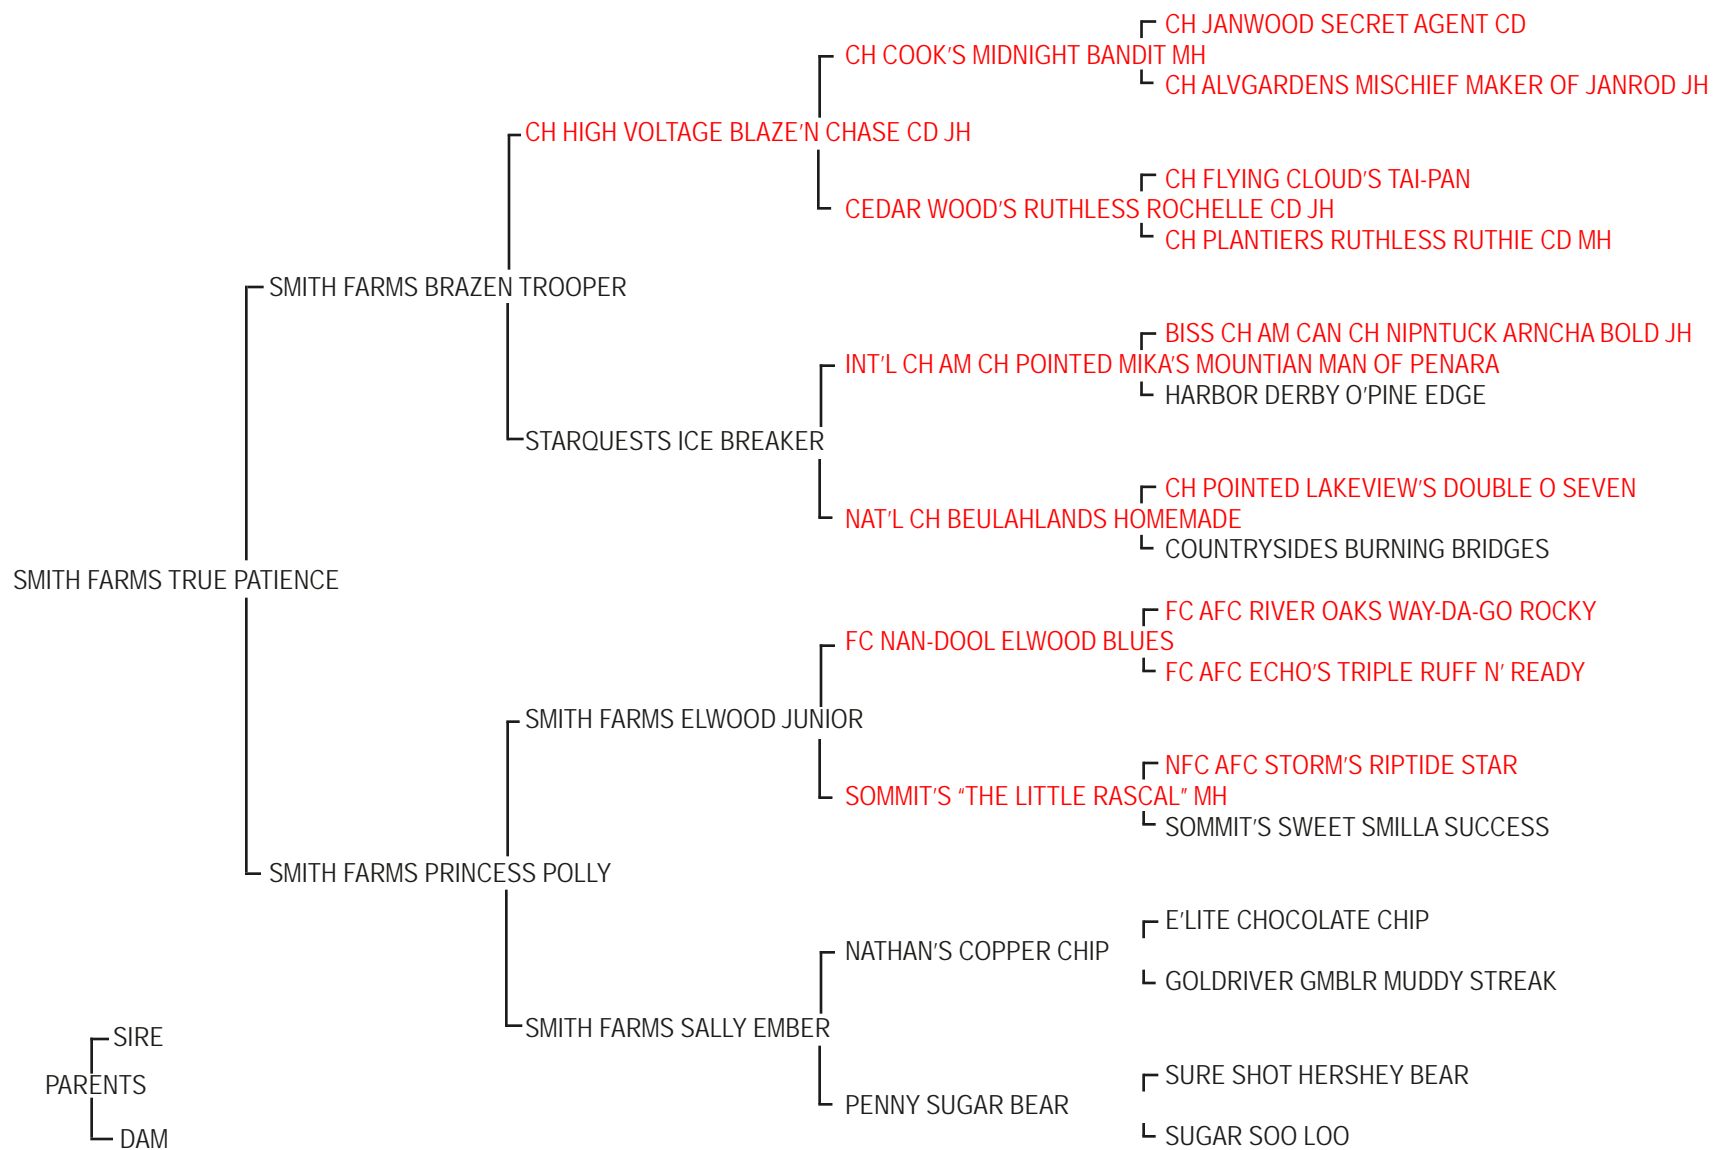 CH JANWOOD SECRET AGENT CD
CH COOK'S MIDNIGHT BANDIT MH
CH ALVGARDENS MISCHIEF MAKER OF JANROD JH
CH HIGH VOLTAGE BLAZE'N CHASE CD JH
CH FLYING CLOUD'S TAI-PAN
CEDAR WOOD'S RUTHLESS ROCHELLE CD JH
CH PLANTIERS RUTHLESS RUTHIE CD MH
SMITH FARMS BRAZEN TROOPER
BISS CH AM CAN CH NIPNTUCK ARNCHA BOLD JH
INT'L CH AM CH POINTED MIKA'S MOUNTIAN MAN OF PENARA
HARBOR DERBY O'PINE EDGE
STARQUESTS ICE BREAKER
CH POINTED LAKEVIEW'S DOUBLE O SEVEN
NAT'L CH BEULAHLANDS HOMEMADE
COUNTRYSIDES BURNING BRIDGES
SMITH FARMS TRUE PATIENCE
FC AFC RIVER OAKS WAY-DA-GO ROCKY
FC NAN-DOOL ELWOOD BLUES
FC AFC ECHO'S TRIPLE RUFF N' READY
SMITH FARMS ELWOOD JUNIOR
NFC AFC STORM'S RIPTIDE STAR
SOMMIT'S “THE LITTLE RASCAL” MH
SOMMIT'S SWEET SMILLA SUCCESS
SMITH FARMS PRINCESS POLLY
E'LITE CHOCOLATE CHIP
NATHAN'S COPPER CHIP
GOLDRIVER GMBLR MUDDY STREAK
SMITH FARMS SALLY EMBER
SURE SHOT HERSHEY BEAR
PENNY SUGAR BEAR
SUGAR SOO LOO
SIRE
PARENTS
DAM